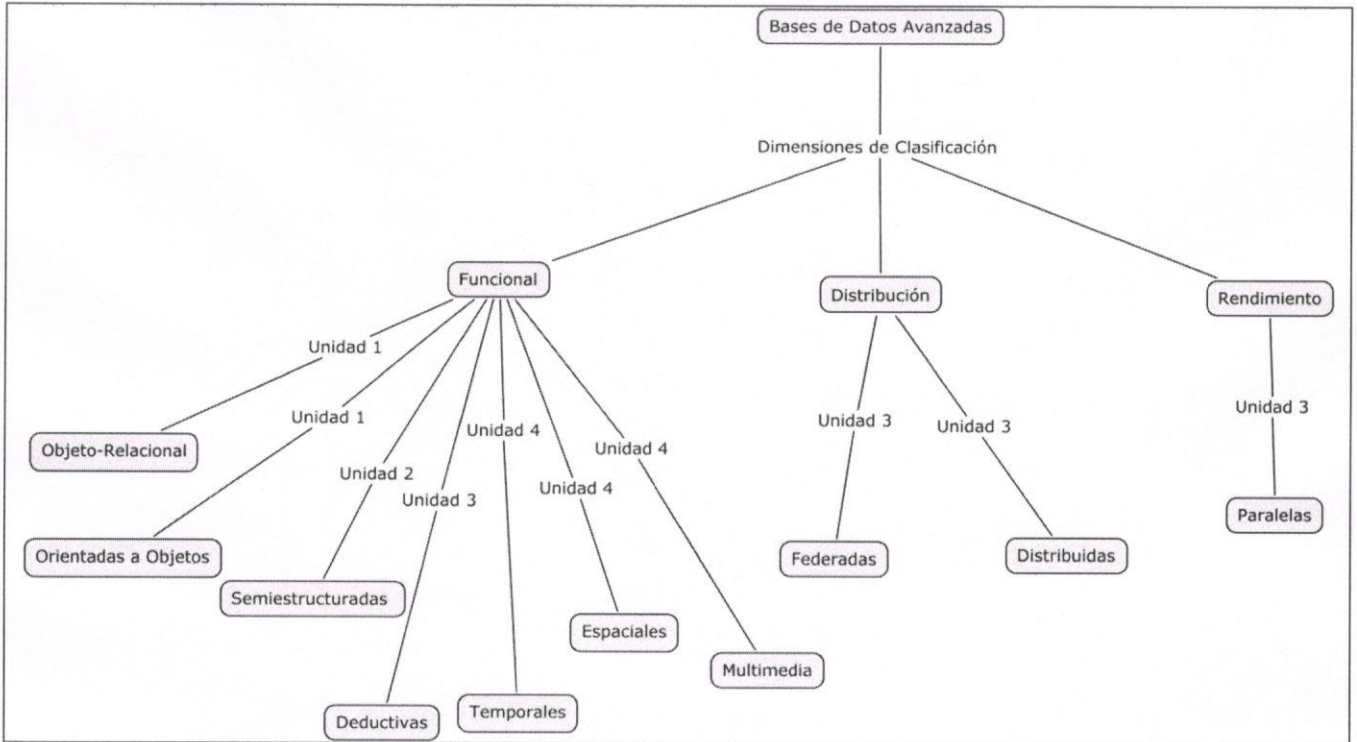 Bases de Datos Avanzadas
Dimensiones de Clasificación
Funcional
Distribución
Rendimiento
Unidad 1
Unidad 1
Unidad 2
Unidad 3
Unidad 4
Unidad 4
Unidad 4
Unidad 3
Unidad 3
Unidad 3
Objeto-Relacional
Orientadas a Objetos
Semiestructuradas
Deductivas
Temporales
Espaciales
Multimedia
Federadas
Distribuidas
Paralelas